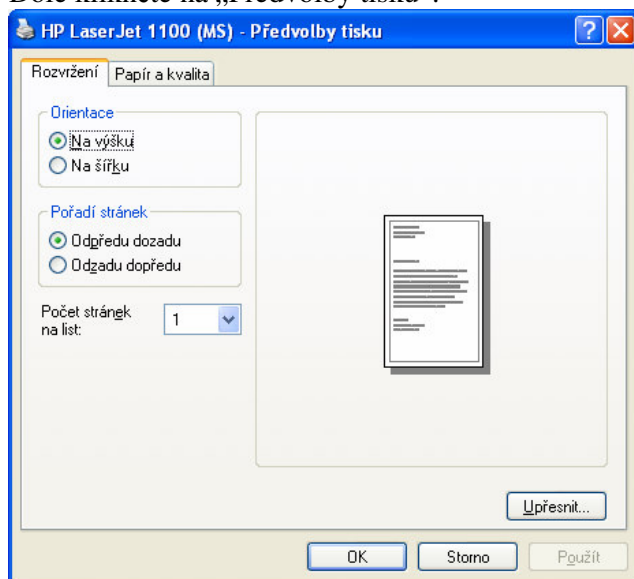 Dole klikněte na „Předvolby tisku“.
HP LaserJet 1100 (MS) - Předvolby tisku
Rozvržení
Papír a kvalita
Orientace
Na výšku
Na šířku
Pořadí stránek
Odpředu dozadu
Odzadu dopředu
Počet stránek
na list:
1
Upřesnit...
OK
Storno
Použít